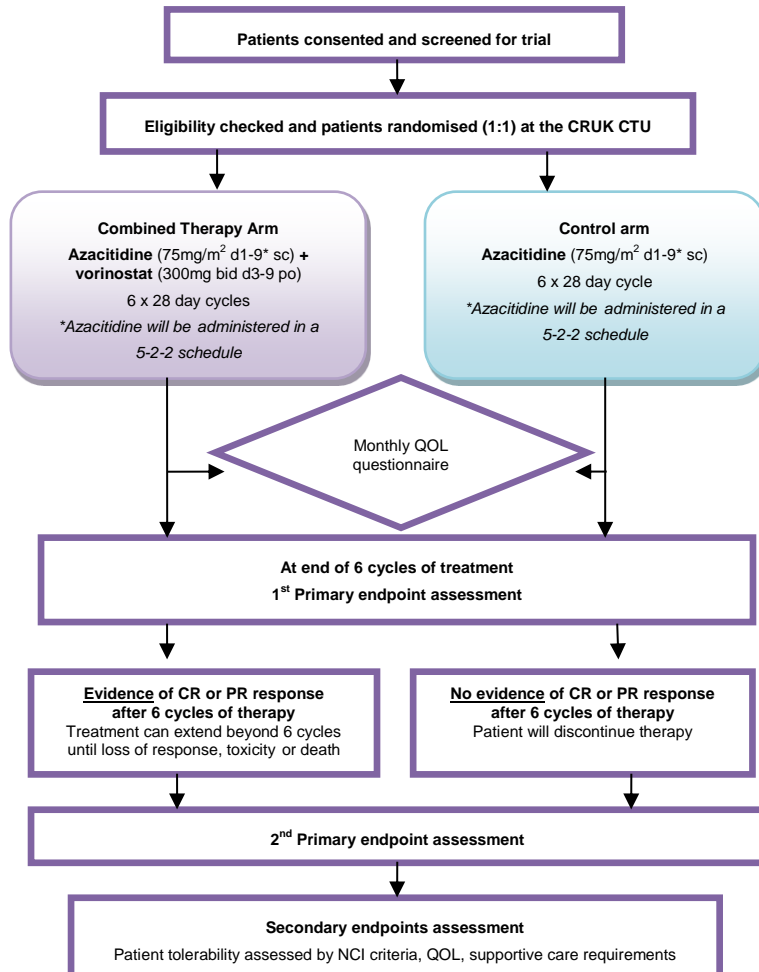 Patients consented and screened for trial
Eligibility checked and patients randomised (1:1) at the CRUK CTU
Combined Therapy Arm
Azacitidine (75mg/m² d1-9* sc) +
vorinostat (300mg bid d3-9 po)
6 x 28 day cycles
*Azacitidine will be administered in a
5-2-2 schedule
Control arm
Azacitidine (75mg/m² d1-9* sc)
6 x 28 day cycle
*Azacitidine will be administered in a
5-2-2 schedule
Monthly QOL
questionnaire
At end of 6 cycles of treatment
1st Primary endpoint assessment
Evidence of CR or PR response
after 6 cycles of therapy
Treatment can extend beyond 6 cycles
until loss of response, toxicity or death
No evidence of CR or PR response
after 6 cycles of therapy
Patient will discontinue therapy
2nd Primary endpoint assessment
Secondary endpoints assessment
Patient tolerability assessed by NCI criteria, QOL, supportive care requirements